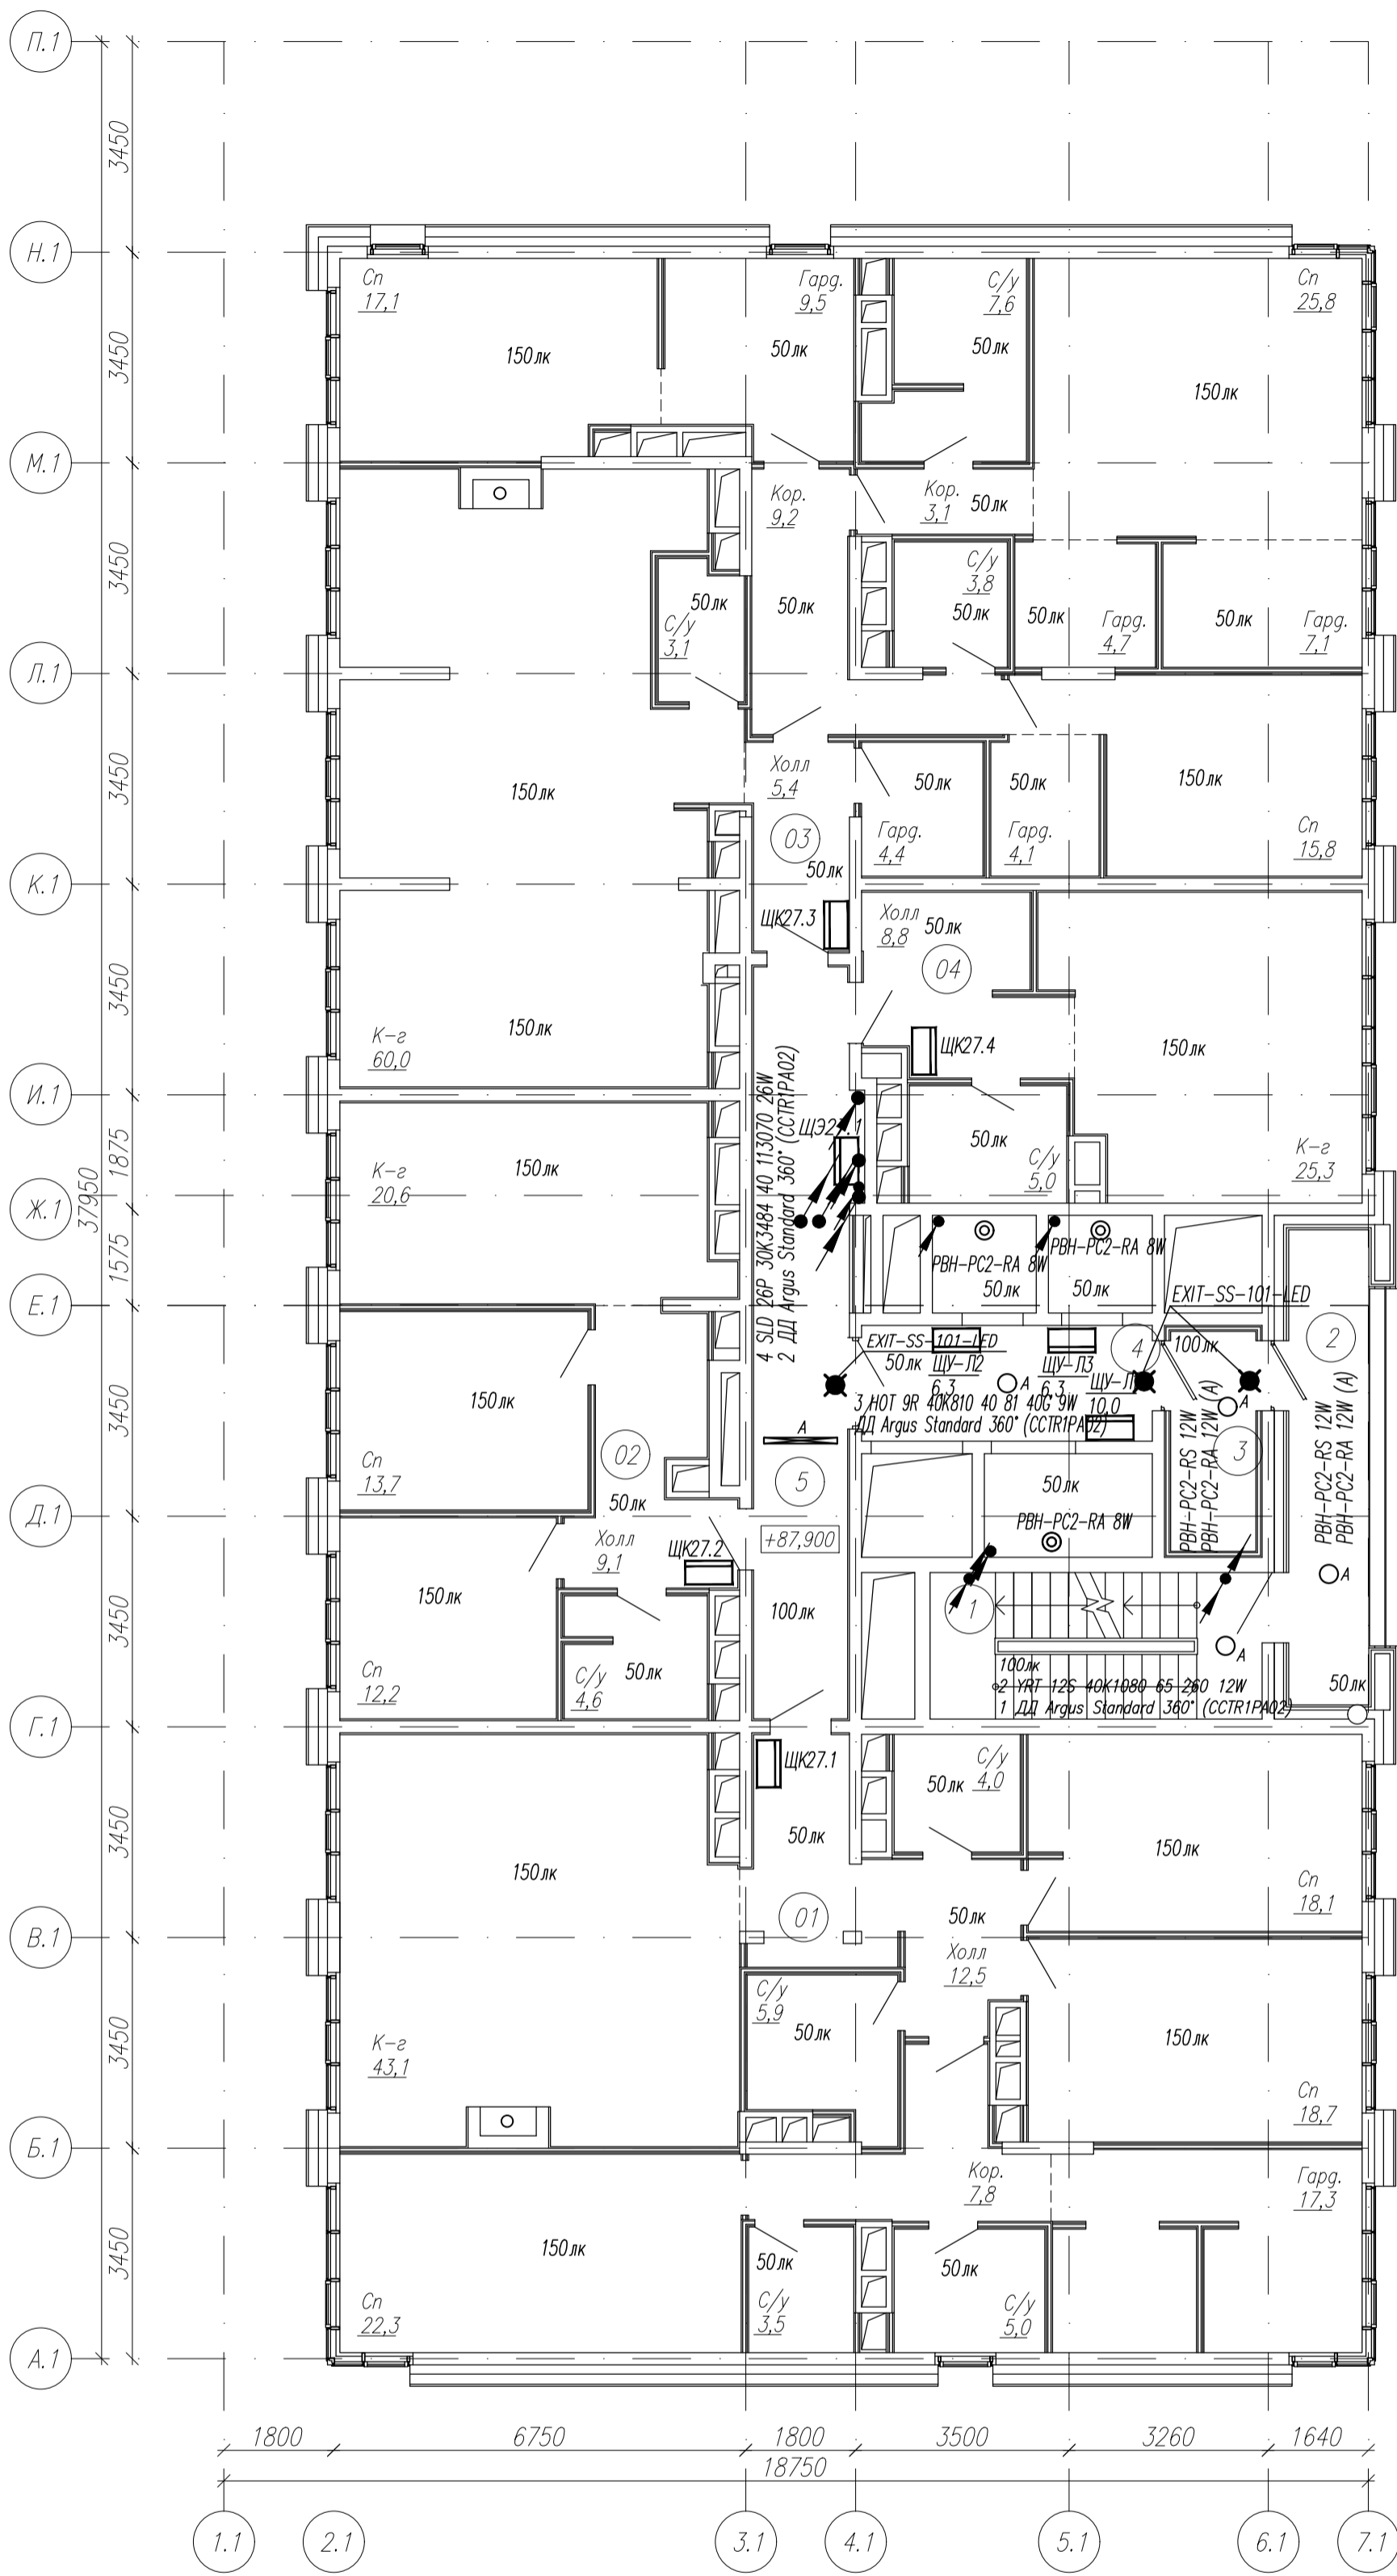 П.1
3450
Н.1
Сп
17,1
150лк
Гард.
9,5
50лк
С/у
7,6
50лк
Сп
25,8
150лк
3450
М.1
Кор.
9,2
50лк
Кор.
3,1
50лк
3450
С/у
3,1
50лк
С/у
3,8
50лк
50лк
Гард.
4,7
50лк
Гард.
7,1
Л.1
3450
150лк
Холл
5,4
03
50лк
50лк
Гард.
4,4
50лк
Гард.
4,1
150лк
Сп
15,8
К.1
ЩК27.3
Холл
8,8
50лк
04
3450
К-г
60,0
150лк
ЩК27.4
150лк
И.1
1875
37950
К-г
20,6
150лк
ЩЭ27.1
4 SLD 26P 30K3484 40 113070 26W
2 ДД Argus Standard 360° (CCTR1PA02)
50лк
С/у
5,0
К-г
25,3
Ж.1
1575
PBH-PC2-RA 8W
50лк
PBH-PC2-RA 8W
50лк
EXIT-SS-101-LED
Е.1
3450
150лк
Сп
13,7
02
50лк
EXIT-SS-101-LED
50лк
ЩУ-Л2
6,3
А
ЩУ-Л3
6,3
ЩУ-Л
10,0
4
100лк
2
3 HOT 9R 40K810 40 81 40G 9W
ДД Argus Standard 360° (CCTR1PA02)
А
А
3
PBH-PC2-RS 12W
PBH-PC2-RA 12W (A)
PBH-PC2-RS 12W
PBH-PC2-RA 12W (A)
5
50лк
PBH-PC2-RA 8W
Д.1
+87,900
Холл
9,1
ЩК27.2
А
3450
150лк
Сп
12,2
С/у
4,6
50лк
100лк
1
А
100лк
2 YRT 12S 40K1080 65 260 12W
1 ДД Argus Standard 360° (CCTR1PA02)
50лк
Г.1
ЩК27.1
50лк
С/у
4,0
3450
150лк
50лк
150лк
Сп
18,1
В.1
01
50лк
Холл
12,5
3450
К-г
43,1
С/у
5,9
50лк
150лк
Сп
18,7
Б.1
3450
Кор.
7,8
Гард.
17,3
150лк
Сп
22,3
50лк
С/у
3,5
50лк
С/у
5,0
А.1
1800
6750
1800
3500
3260
1640
18750
1.1
2.1
3.1
4.1
5.1
6.1
7.1